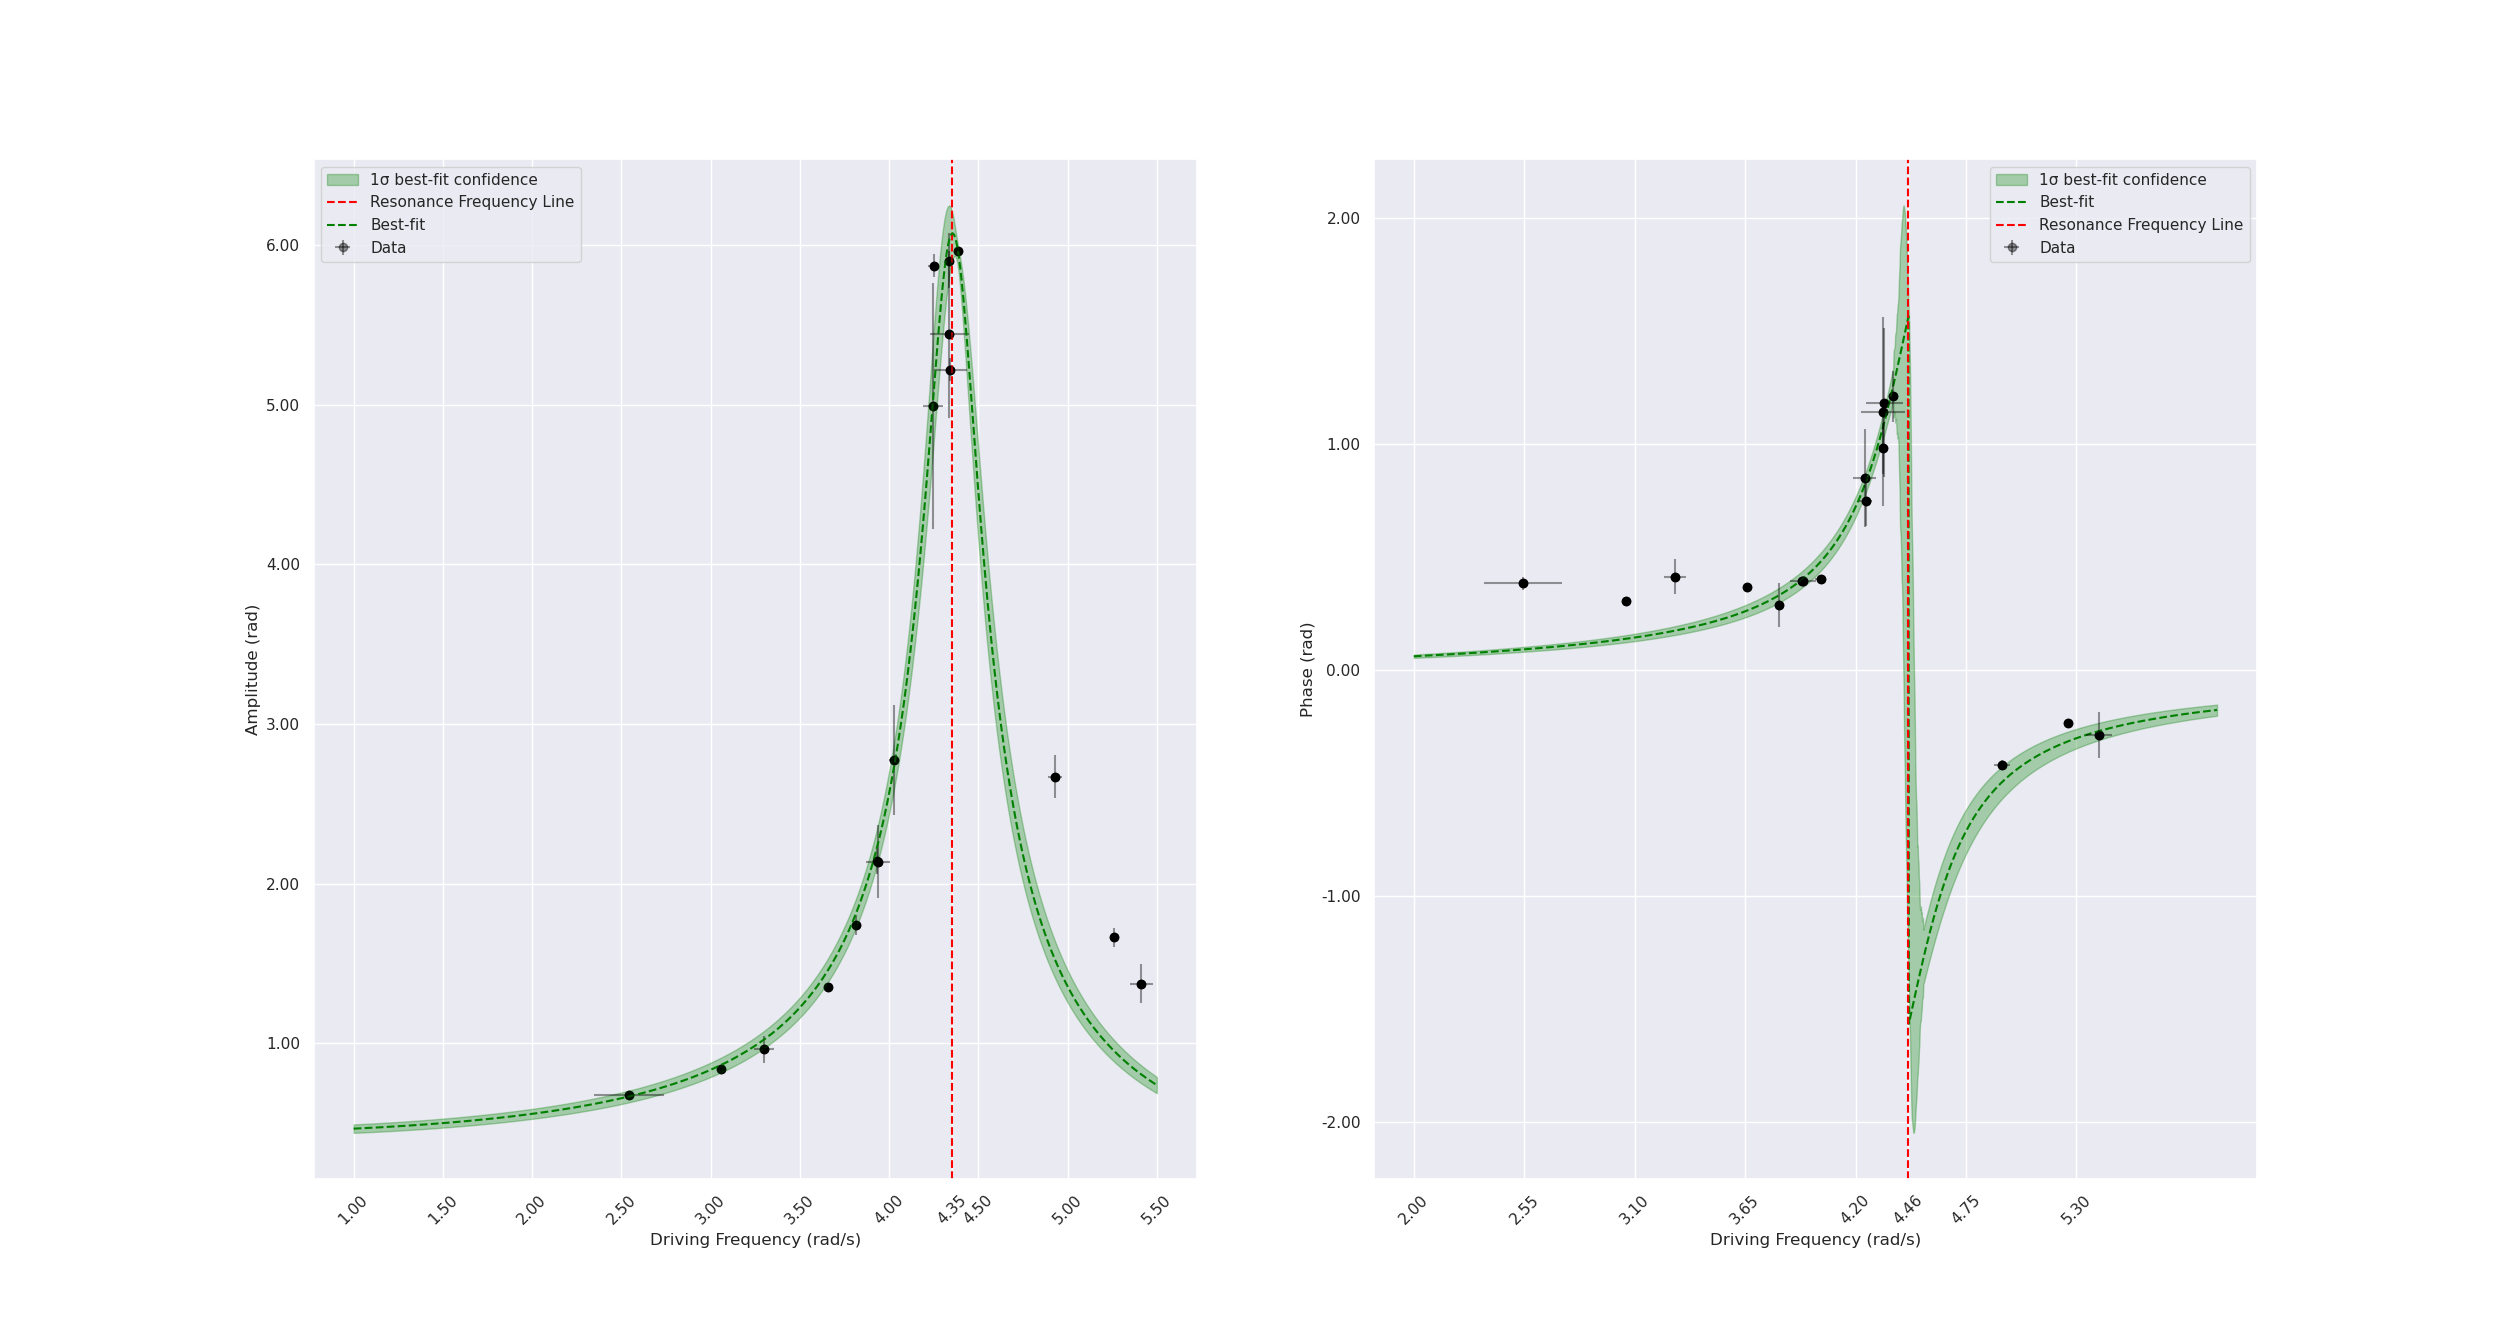 1σ best-fit confidence
Resonance Frequency Line
Best-fit
Data
6.00
5.00
4.00
3.00
2.00
1.00
Amplitude (rad)
1.00
1.50
2.00
2.50
3.00
3.50
4.00
4.35
4.50
5.00
5.50
Driving Frequency (rad/s)
1σ best-fit confidence
Best-fit
Resonance Frequency Line
Data
2.00
1.00
0.00
-1.00
-2.00
Phase (rad)
2.00
2.55
3.10
3.65
4.20
4.46
4.75
5.30
Driving Frequency (rad/s)